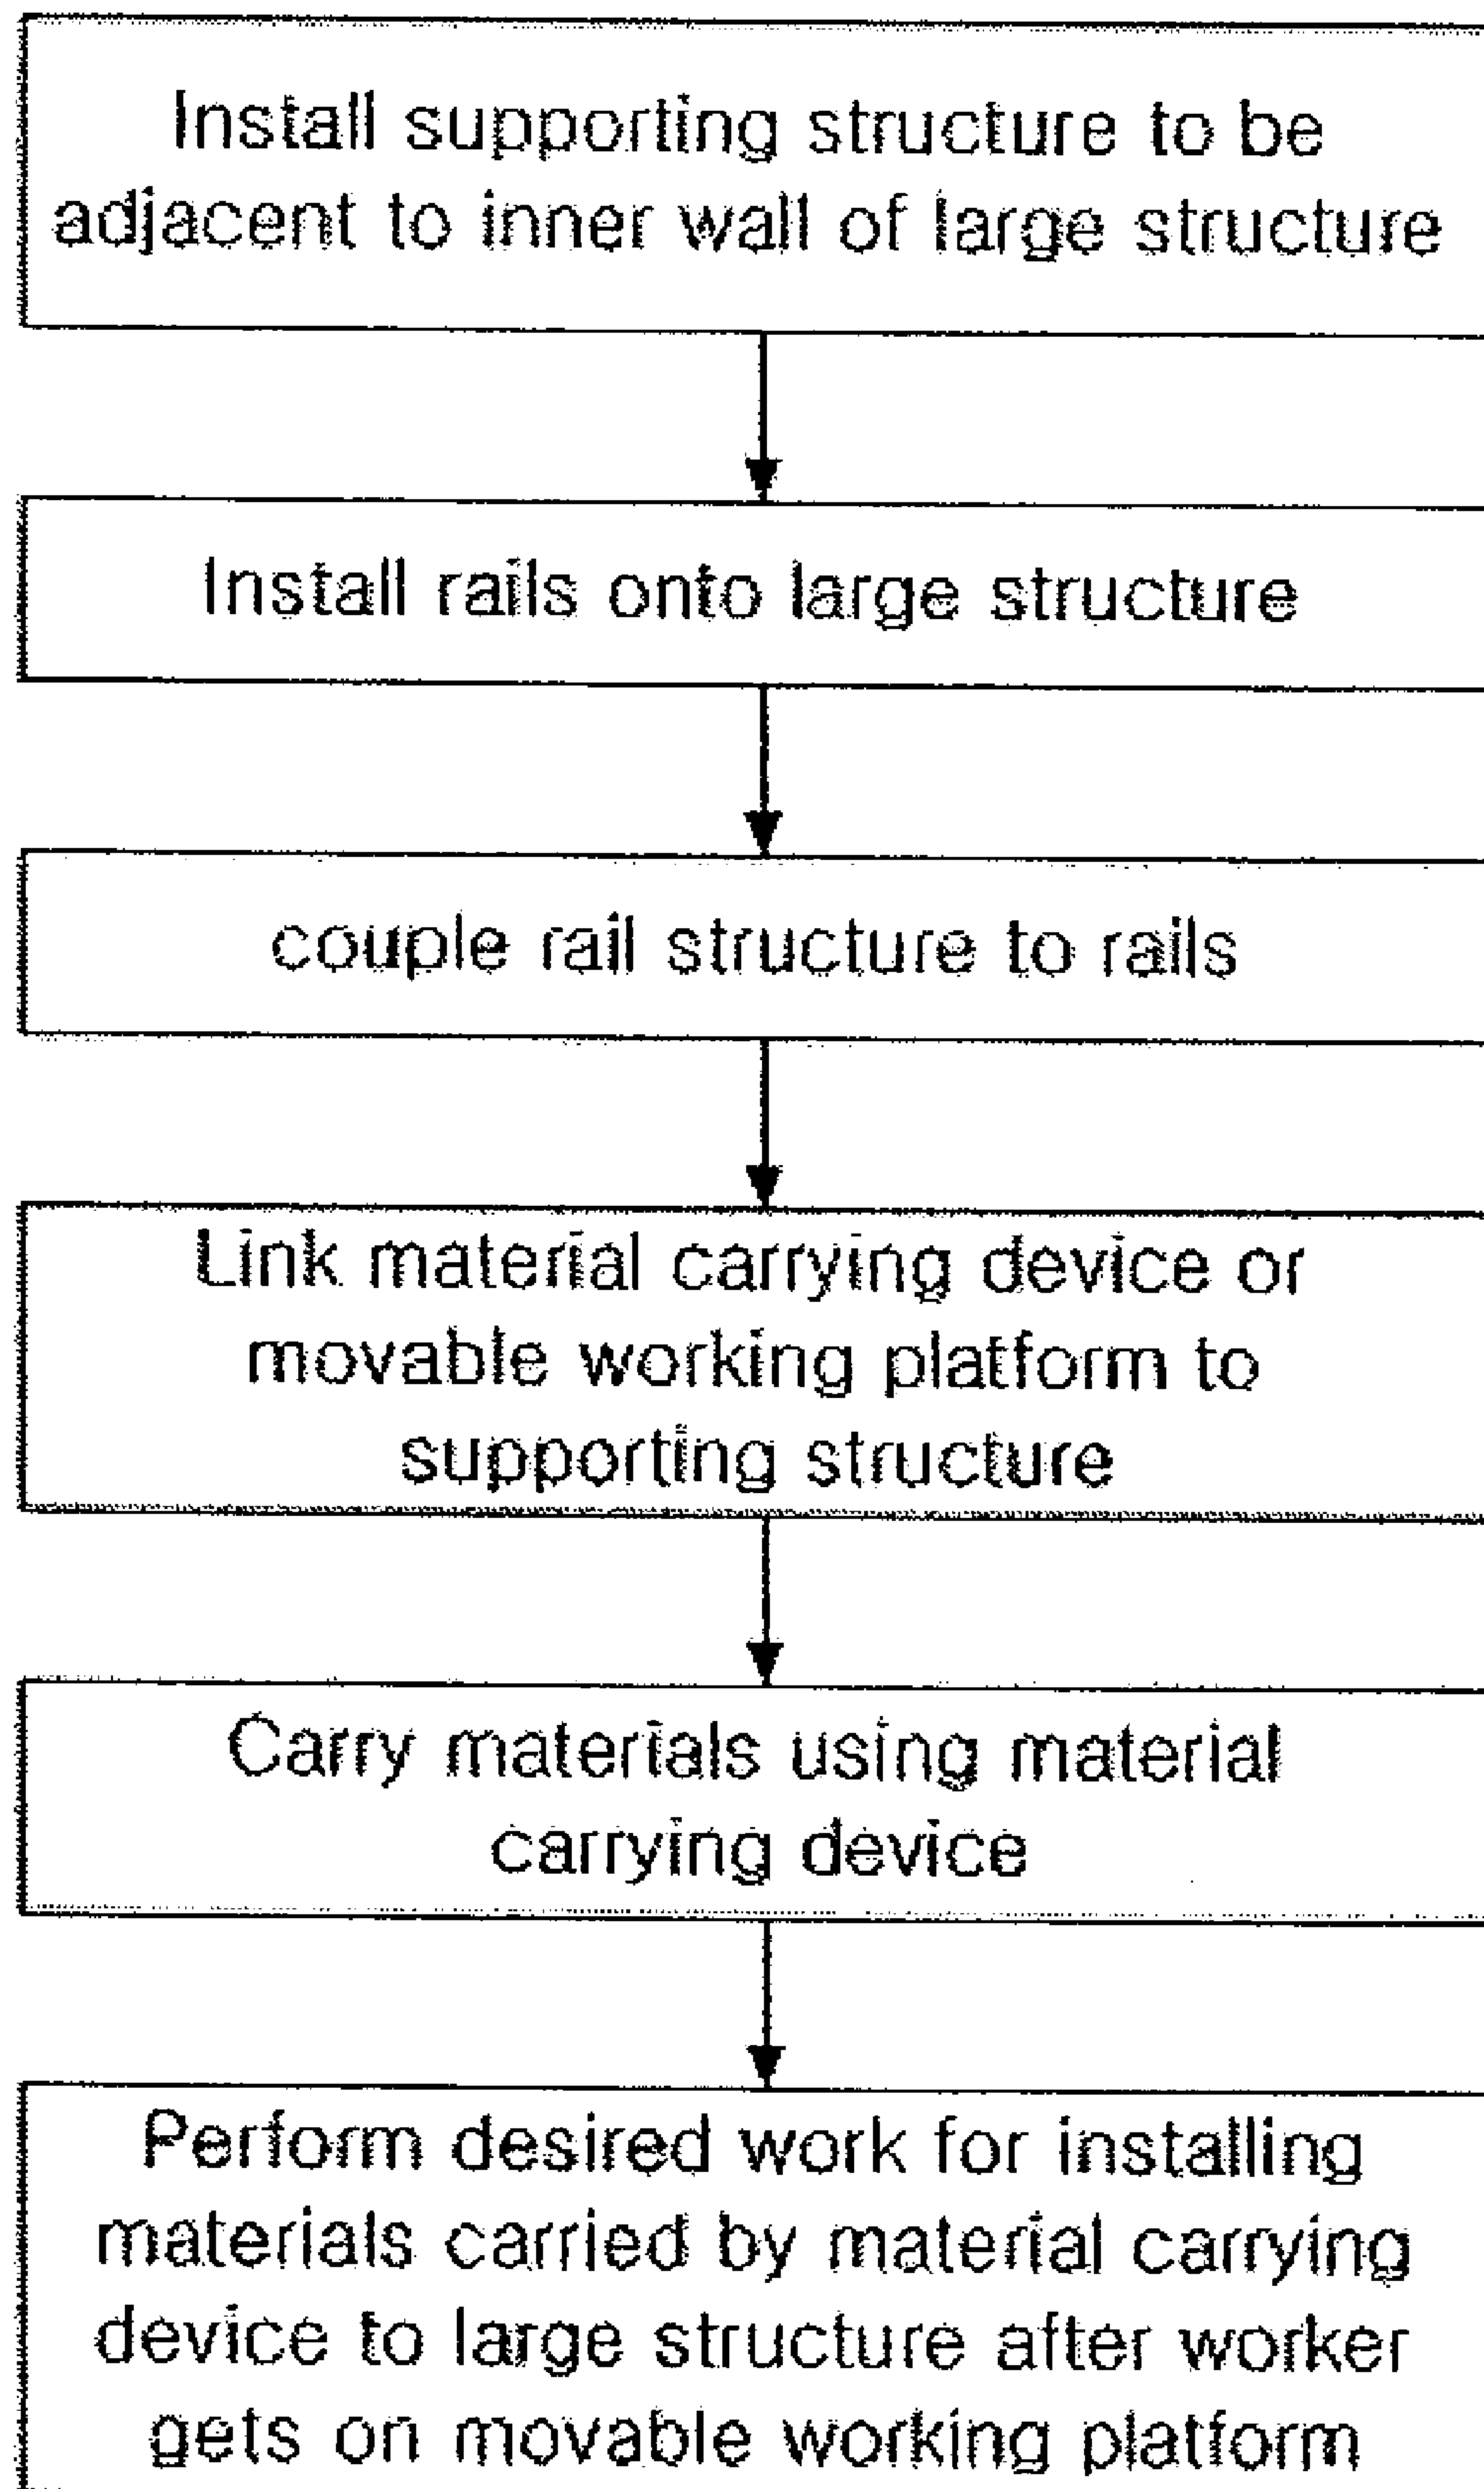 Install supporting structure to be
adjacent to inner wall of large structure
Install rails onto large structure
couple rail structure to rails
Link material carrying device or
movable working platform to
supporting structure
Carry materials using material
carrying device
Perform desired work for installing
materials carried by material carrying
device to large structure after worker
gets on movable working platform